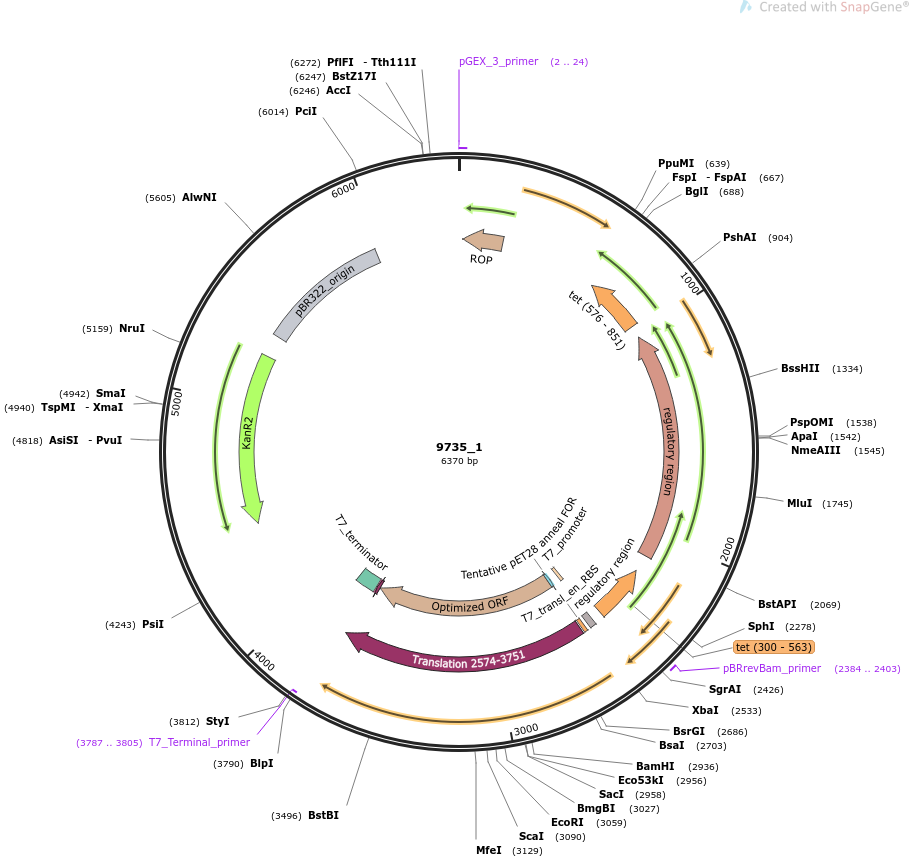 Created with SnapGene®
(6272) PflFI - Tth111I
(6247) BstZ17I
(6246) AccI
(6014) PciI
pGEX_3_primer (2 .. 24)
PpuMI (639)
FspI - FspAI (667)
BglI (688)
PshAI (904)
(5605) AlwNI
6000
1000
ROP
tet (576 - 851)
pBR322_origin
(5159) NruI
BssHII (1334)
(4942) SmaI
(4940) TspMI - XmaI
5000
(4818) AsiSI - PvuI
KanR2
regulatory region
PspOMI (1538)
ApaI (1542)
NmeAIII (1545)
9735_1
6370 bp
MluI (1745)
2000
T7_terminator
Tentative pET28 anneal FOR
T7_promoter
T7_transl_en_RBS
regulatory region
Optimized ORF
Translation 2574-3751
BstAPI (2069)
SphI (2278)
tet (300 - 563)
pBRrevBam_primer (2384 .. 2403)
SgrAI (2426)
XbaI (2533)
BsrGI (2686)
BsaI (2703)
(4243) PsiI
4000
3000
(3812) StyI
(3787 .. 3805) T7_Terminal_primer
(3790) BlpI
BamHI (2936)
Eco53kI (2956)
SacI (2958)
BmgBI (3027)
(3496) BstBI
EcoRI (3059)
ScaI (3090)
MfeI (3129)